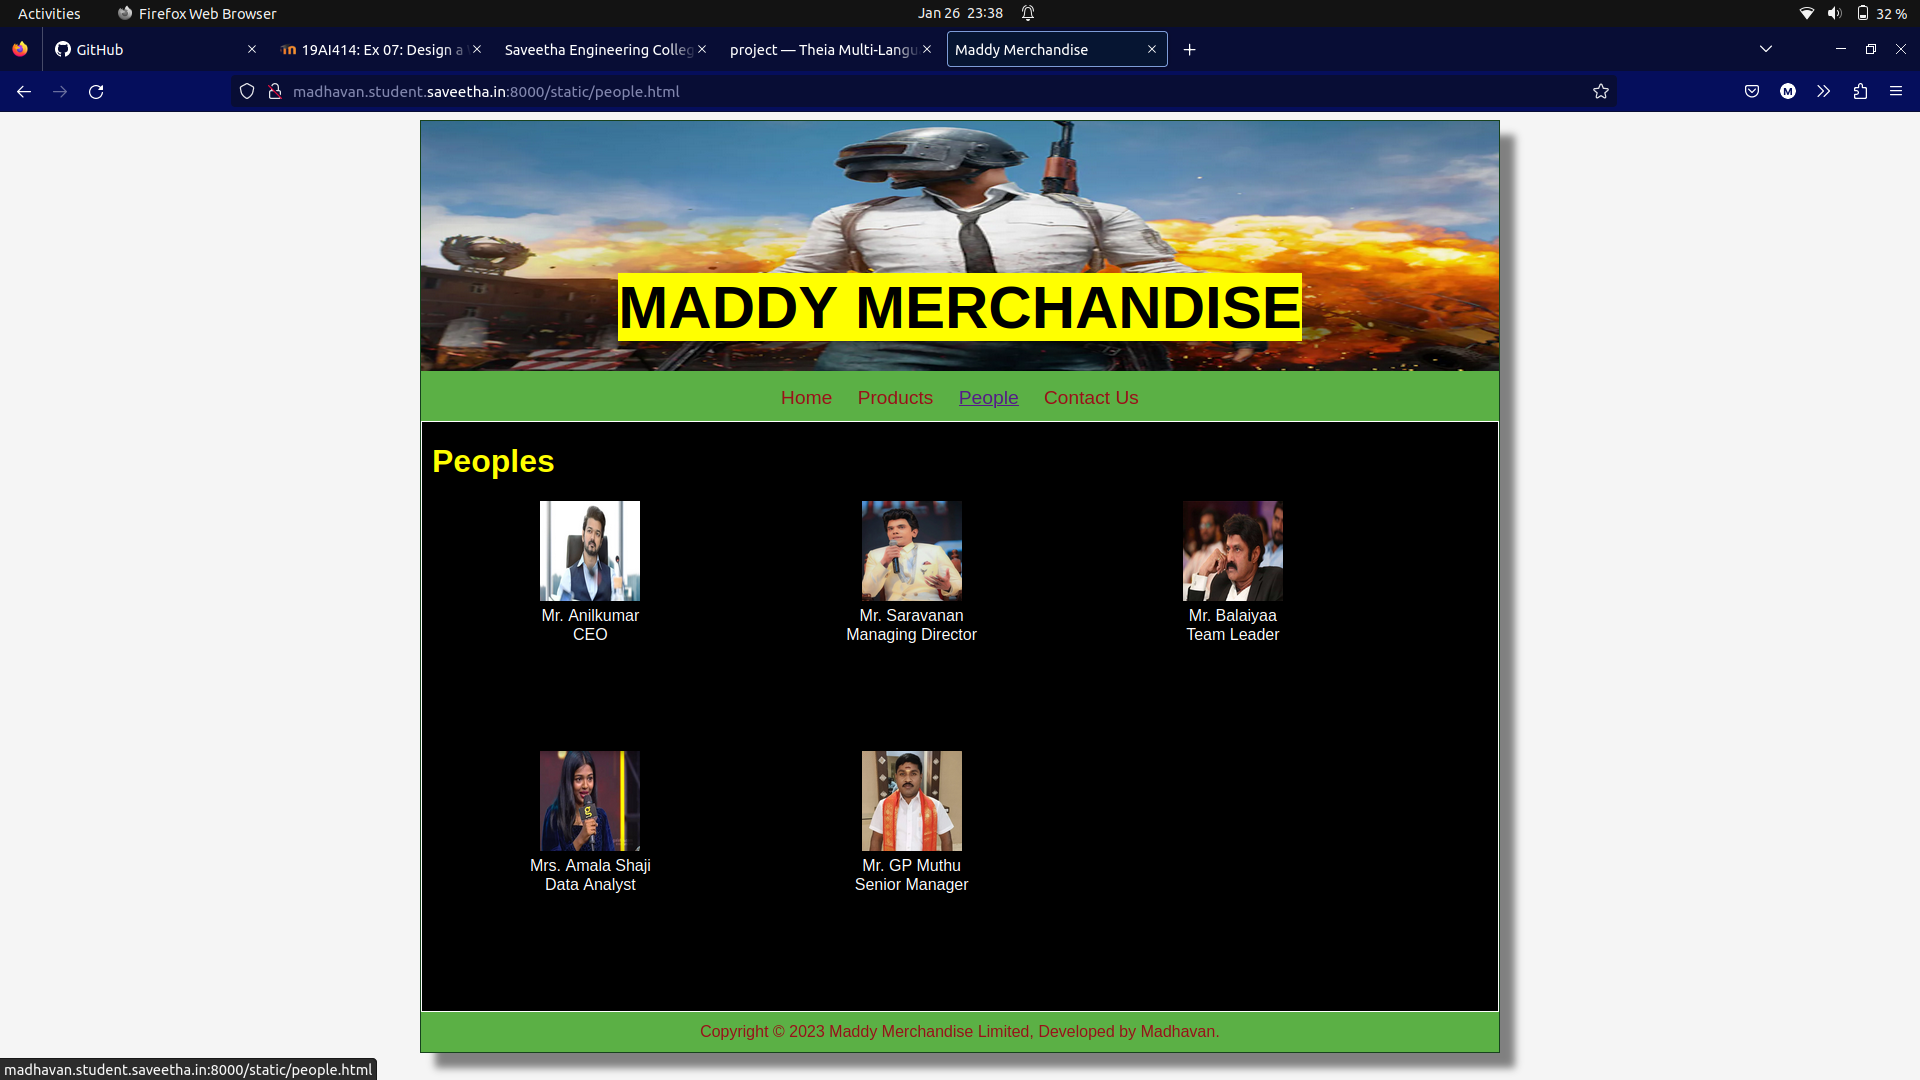 Activities
Firefox Web Browser
Jan 26 23:38
32 %
GitHub
19AI414: Ex 07: Design a
Saveetha Engineering Colleg
project — Theia Multi-Langu
Maddy Merchandise
madhavan.student.saveetha.in:8000/static/people.html
M
MADDY MERCHANDISE
Home Products People Contact Us
Peoples
Mr. Anilkumar
CEO
Mr. Saravanan
Managing Director
Mr. Balaiyaa
Team Leader
Mrs. Amala Shaji
Data Analyst
Mr. GP Muthu
Senior Manager
Copyright © 2023 Maddy Merchandise Limited, Developed by Madhavan.
madhavan.student.saveetha.in:8000/static/people.html